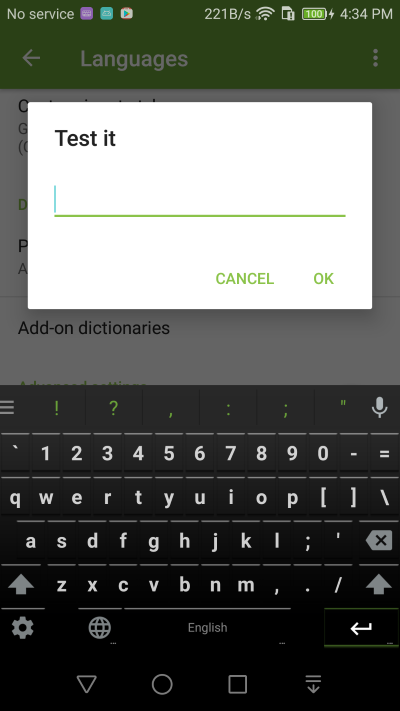 No service 221B/s 100 4:34 PM
Languages
Test it
CANCEL OK
Add-on dictionaries
! ? , : ; "
` 1 2 3 4 5 6 7 8 9 0 - =
q w e r t y u i o p [ ] \
a s d f g h j k l ; '
z x c v b n m , . /
English